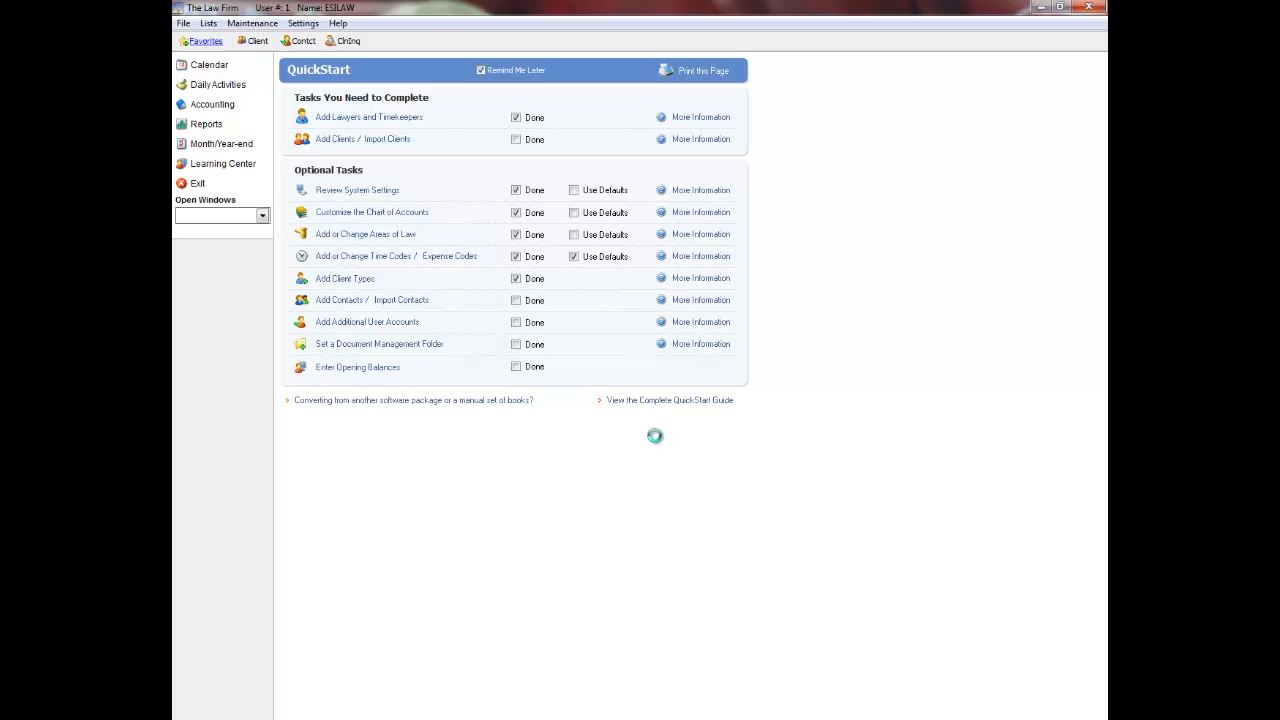 The Law Firm User #: 1 Name: ESILAW
File Lists Maintenance Settings Help
Favorites Client Contct ClnInq
Calendar
Daily Activities
Accounting
Reports
Month/Year-end
Learning Center
Exit
Open Windows
QuickStart Remind Me Later Print this Page
Tasks You Need to Complete
Add Lawyers and Timekeepers Done More Information
Add Clients / Import Clients Done More Information
Optional Tasks
Review System Settings Done Use Defaults More Information
Customize the Chart of Accounts Done Use Defaults More Information
Add or Change Areas of Law Done Use Defaults More Information
Add or Change Time Codes / Expense Codes Done Use Defaults More Information
Add Client Types Done More Information
Add Contacts / Import Contacts Done More Information
Add Additional User Accounts Done More Information
Set a Document Management Folder Done More Information
Enter Opening Balances Done
Converting from another software package or a manual set of books? View the Complete QuickStart Guide